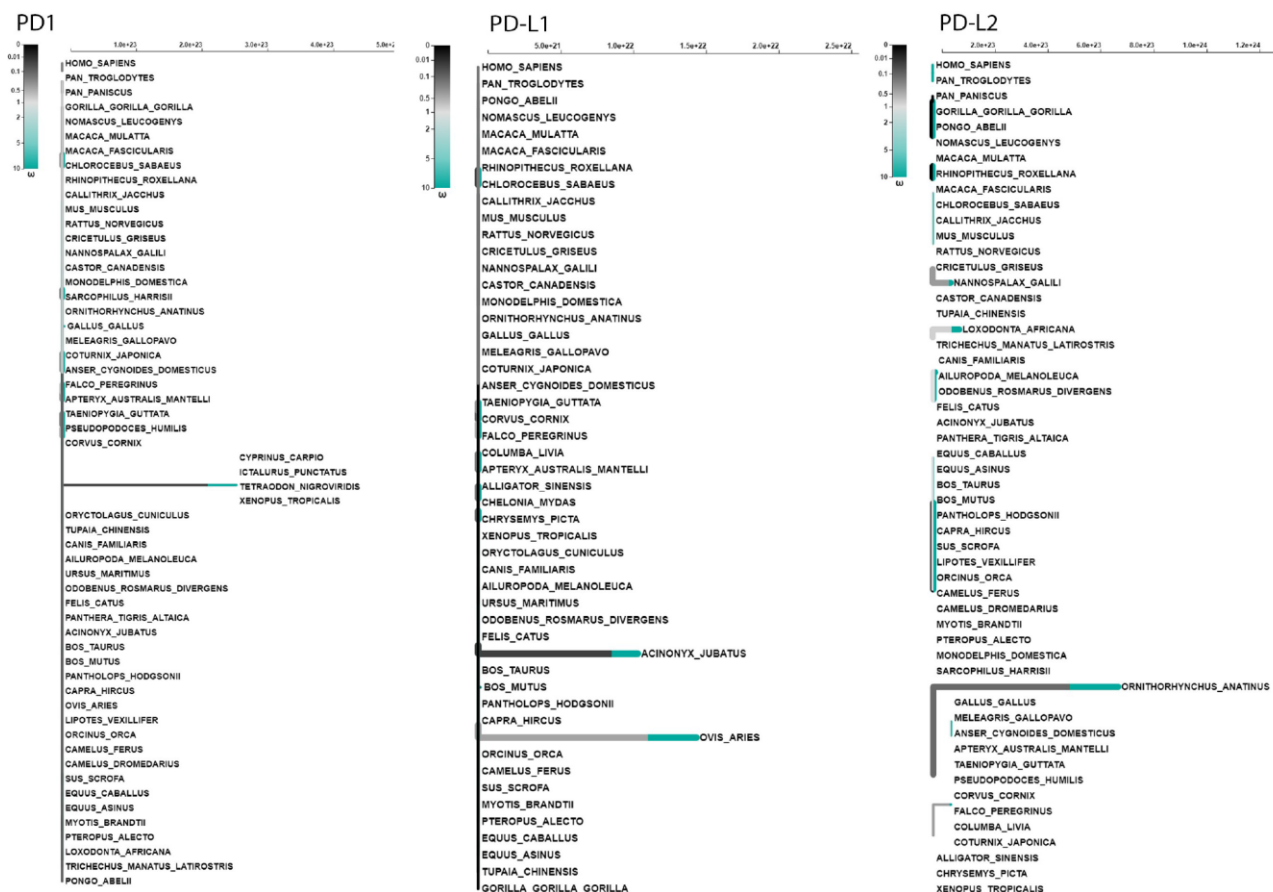 PD1
1.0e+23 2.0e+23 3.0e+23 4.0e+23
0
0.01
0.1
1
2
5
10
ω
HOMO_SAPIENS
PAN_TROGLODYTES
PAN_PANISCUS
GORILLA_GORILLA_GORILLA
NOMASCUS_LEUCOGENYS
MACACA_MULATTA
MACACA_FASCICULARIS
CHLOROCEBUS_SABAEUS
RHINOPITHECUS_ROXELLANA
CALLITHRIX_JACCHUS
MUS_MUSCULUS
RATTUS_NORVEGICUS
CRICETULUS_GRISEUS
NANNOSPALAX_GALILI
CASTOR_CANADENSIS
MONODELPHIS_DOMESTICA
SARCOPHILUS_HARRISII
ORNITHORHYNCHUS_ANATINUS
GALLUS_GALLUS
MELEAGRIS_GALLOPAVO
COTURNIX_JAPONICA
ANSER_CYGNOIDES_DOMESTICUS
FALCO_PEREGRINUS
APTERYX_AUSTRALIS_MANTELLI
TAENIOPYGIA_GUTTATA
PSEUDOPODOCES_HUMILIS
CORVUS_CORNIX
CYPRINUS_CARPIO
ICTALURUS_PUNCTATUS
TETRAODON_NIGROVIRIDIS
XENOPUS_TROPICALIS
ORYCTOLAGUS_CUNICULUS
TUPAIA_CHINENSIS
CANIS_FAMILIARIS
AILUROPODA_MELANOLEUCA
URSUS_MARITIMUS
ODOBENUS_ROSMARUS_DIVERGENS
FELIS_CATUS
PANTHERA_TIGRIS_ALTAICA
ACINONYX_JUBATUS
BOS_TAURUS
BOS_MUTUS
PANTHOLOPS_HODGSONII
CAPRA_HIRCUS
OVIS_ARIES
LIPOTES_VEXILLIFER
ORCINUS_ORCA
CAMELUS_FERUS
CAMELUS_DROMEDARIUS
SUS_SCROFA
EQUUS_CABALLUS
EQUUS_ASINUS
MYOTIS_BRANDTII
PTEROPUS_ALECTO
LOXODONTA_AFRICANA
TRICHECHUS_MANATUS_LATIROSTRIS
PONGO_ABELII
PD-L1
5.0e+21 1.0e+22 1.5e+22 2.0e+22 2.5e+22
0
0.01
0.1
1
2
5
10
ω
HOMO_SAPIENS
PAN_TROGLODYTES
PONGO_ABELII
NOMASCUS_LEUCOGENYS
MACACA_MULATTA
MACACA_FASCICULARIS
RHINOPITHECUS_ROXELLANA
CHLOROCEBUS_SABAEUS
CALLITHRIX_JACCHUS
MUS_MUSCULUS
RATTUS_NORVEGICUS
CRICETULUS_GRISEUS
NANNOSPALAX_GALILI
CASTOR_CANADENSIS
MONODELPHIS_DOMESTICA
ORNITHORHYNCHUS_ANATINUS
GALLUS_GALLUS
MELEAGRIS_GALLOPAVO
COTURNIX_JAPONICA
ANSER_CYGNOIDES_DOMESTICUS
TAENIOPYGIA_GUTTATA
CORVUS_CORNIX
FALCO_PEREGRINUS
COLUMBA_LIVIA
APTERYX_AUSTRALIS_MANTELLI
ALLIGATOR_SINENSIS
CHELONIA_MYDAS
CHRYSEMYS_PICTA
XENOPUS_TROPICALIS
ORYCTOLAGUS_CUNICULUS
CANIS_FAMILIARIS
AILUROPODA_MELANOLEUCA
URSUS_MARITIMUS
ODOBENUS_ROSMARUS_DIVERGENS
FELIS_CATUS
ACINONYX_JUBATUS
BOS_TAURUS
BOS_MUTUS
PANTHOLOPS_HODGSONII
CAPRA_HIRCUS
OVIS_ARIES
ORCINUS_ORCA
CAMELUS_FERUS
SUS_SCROFA
MYOTIS_BRANDTII
PTEROPUS_ALECTO
EQUUS_CABALLUS
EQUUS_ASINUS
TUPAIA_CHINENSIS
GORILLA_GORILLA_GORILLA
PD-L2
2.0e+23 4.0e+23 6.0e+23 8.0e+23 1.0e+24 1.2e+24
0
0.01
0.1
1
2
5
10
ω
HOMO_SAPIENS
PAN_TROGLODYTES
PAN_PANISCUS
GORILLA_GORILLA_GORILLA
PONGO_ABELII
NOMASCUS_LEUCOGENYS
MACACA_MULATTA
RHINOPITHECUS_ROXELLANA
MACACA_FASCICULARIS
CHLOROCEBUS_SABAEUS
CALLITHRIX_JACCHUS
MUS_MUSCULUS
RATTUS_NORVEGICUS
CRICETULUS_GRISEUS
NANNOSPALAX_GALILI
CASTOR_CANADENSIS
TUPAIA_CHINENSIS
LOXODONTA_AFRICANA
TRICHECHUS_MANATUS_LATIROSTRIS
CANIS_FAMILIARIS
AILUROPODA_MELANOLEUCA
ODOBENUS_ROSMARUS_DIVERGENS
FELIS_CATUS
ACINONYX_JUBATUS
PANTHERA_TIGRIS_ALTAICA
EQUUS_CABALLUS
EQUUS_ASINUS
BOS_TAURUS
BOS_MUTUS
PANTHOLOPS_HODGSONII
CAPRA_HIRCUS
SUS_SCROFA
LIPOTES_VEXILLIFER
ORCINUS_ORCA
CAMELUS_FERUS
CAMELUS_DROMEDARIUS
MYOTIS_BRANDTII
PTEROPUS_ALECTO
MONODELPHIS_DOMESTICA
SARCOPHILUS_HARRISII
ORNITHORHYNCHUS_ANATINUS
GALLUS_GALLUS
MELEAGRIS_GALLOPAVO
ANSER_CYGNOIDES_DOMESTICUS
APTERYX_AUSTRALIS_MANTELLI
TAENIOPYGIA_GUTTATA
PSEUDOPODOCES_HUMILIS
CORVUS_CORNIX
FALCO_PEREGRINUS
COLUMBA_LIVIA
COTURNIX_JAPONICA
ALLIGATOR_SINENSIS
CHRYSEMYS_PICTA
XENOPUS_TROPICALIS